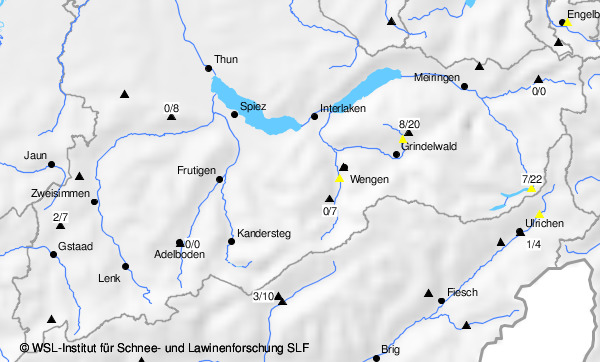 Engelb
Thun
Meiringen
0/0
0/8
Spiez
Interlaken
8/20
Grindelwald
Jaun
Frutigen
Wengen
7/22
Zweisimmen
0/7
2/7
Ulrichen
Gstaad
0/0
Kandersteg
1/4
Adelboden
Lenk
3/10
Fiesch
Brig
© WSL-Institut für Schnee- und Lawinenforschung SLF